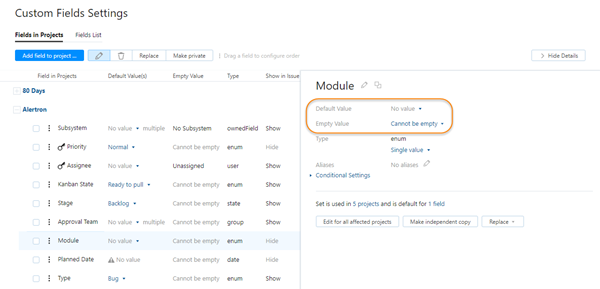 Custom Fields Settings
Fields in Projects Fields List
Add field to project ... Replace Make private Drag a field to configure order > Hide Details
Field in Projects Default Value(s) Empty Value Type Show in Issue
80 Days
Alertron
Subsystem No value multiple No Subsystem ownedField Show
Priority Normal Cannot be empty enum Hide
Assignee Unassigned user Show
Kanban State Ready to pull Cannot be empty state Show
Stage Backlog Cannot be empty state Show
Approval Team No value multiple Cannot be empty group Show
Module No value Cannot be empty enum Hide
Planned Date No value Cannot be empty date Hide
Type Bug Cannot be empty enum Show
Module
Default Value No value
Empty Value Cannot be empty
Type enum
Single value
Aliases No aliases
Conditional Settings
Set is used in 5 projects and is default for 1 field
Edit for all affected projects Make independent copy Replace